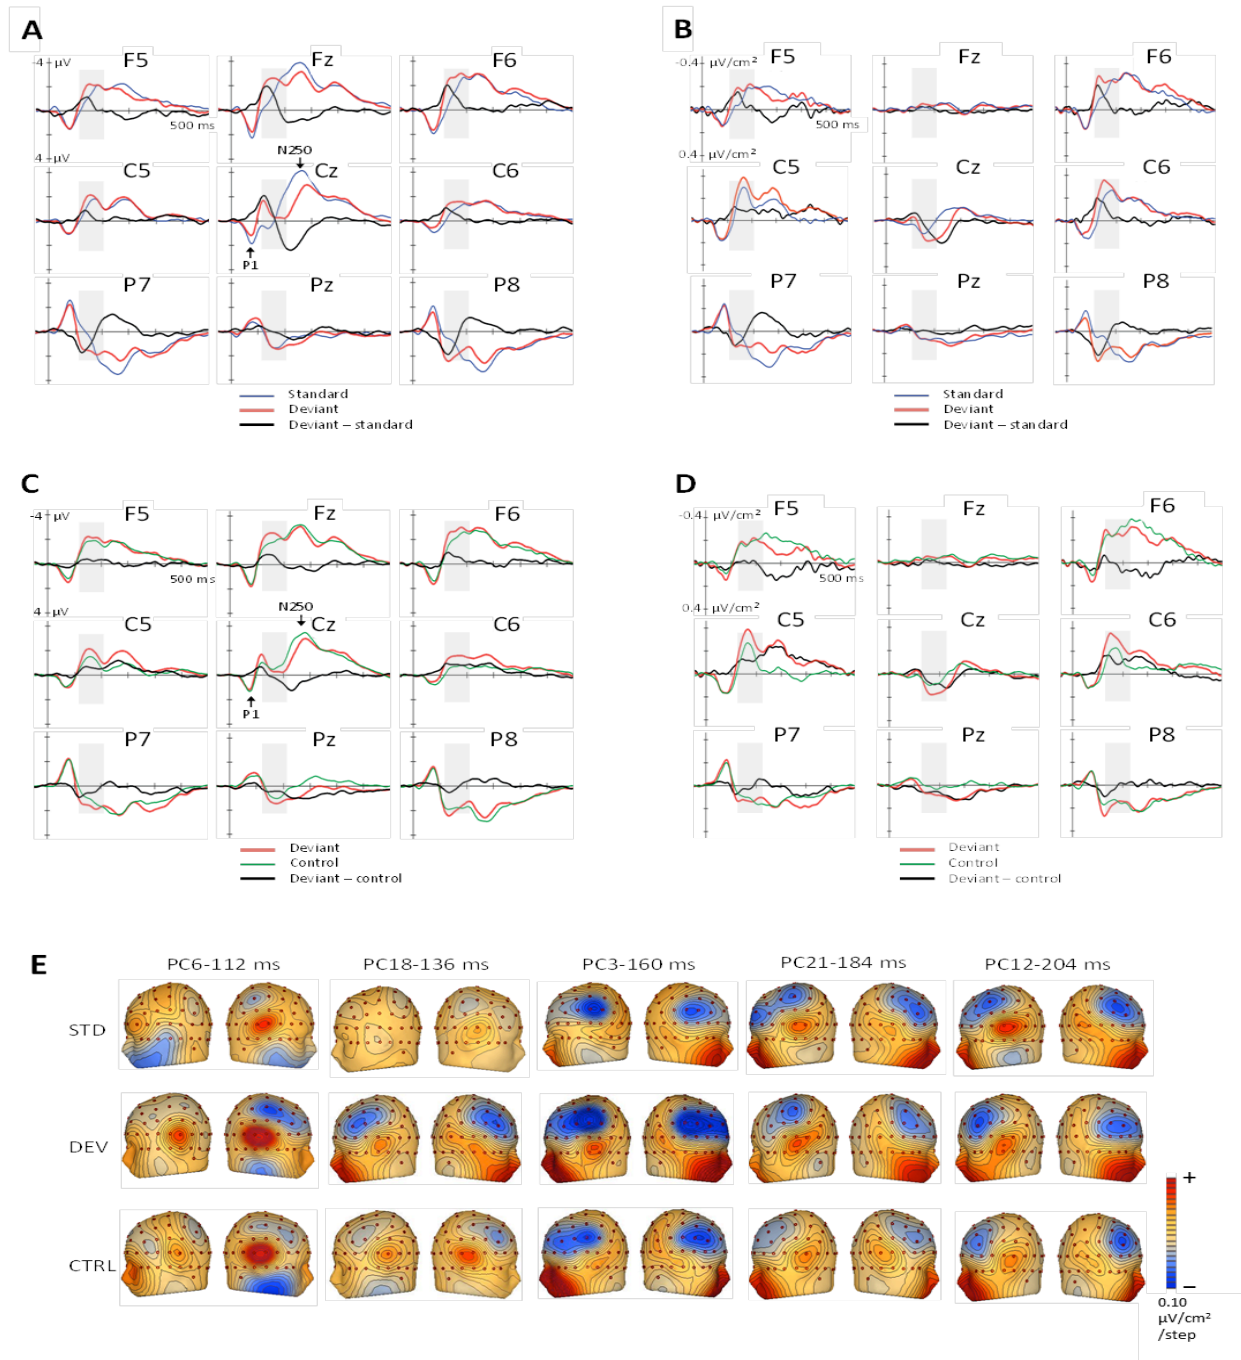 A
B
F5
Fz
F6
-4 µV
500 ms
4 µV
N250
C5
Cz
C6
P1
P7
Pz
P8
Standard
Deviant
Deviant – standard
F5
Fz
F6
-0.4 µV/cm²
500 ms
0.4 µV/cm²
C5
Cz
C6
P7
Pz
P8
Standard
Deviant
Deviant – standard
C
D
F5
Fz
F6
-4 µV
500 ms
4 µV
N250
C5
Cz
C6
P1
P7
Pz
P8
Deviant
Control
Deviant – control
F5
Fz
F6
-0.4 µV/cm²
500 ms
0.4 µV/cm²
C5
Cz
C6
P7
Pz
P8
Deviant
Control
Deviant – control
E
PC6-112 ms
PC18-136 ms
PC3-160 ms
PC21-184 ms
PC12-204 ms
STD
DEV
CTRL
+
–
0.10
µV/cm²
/step